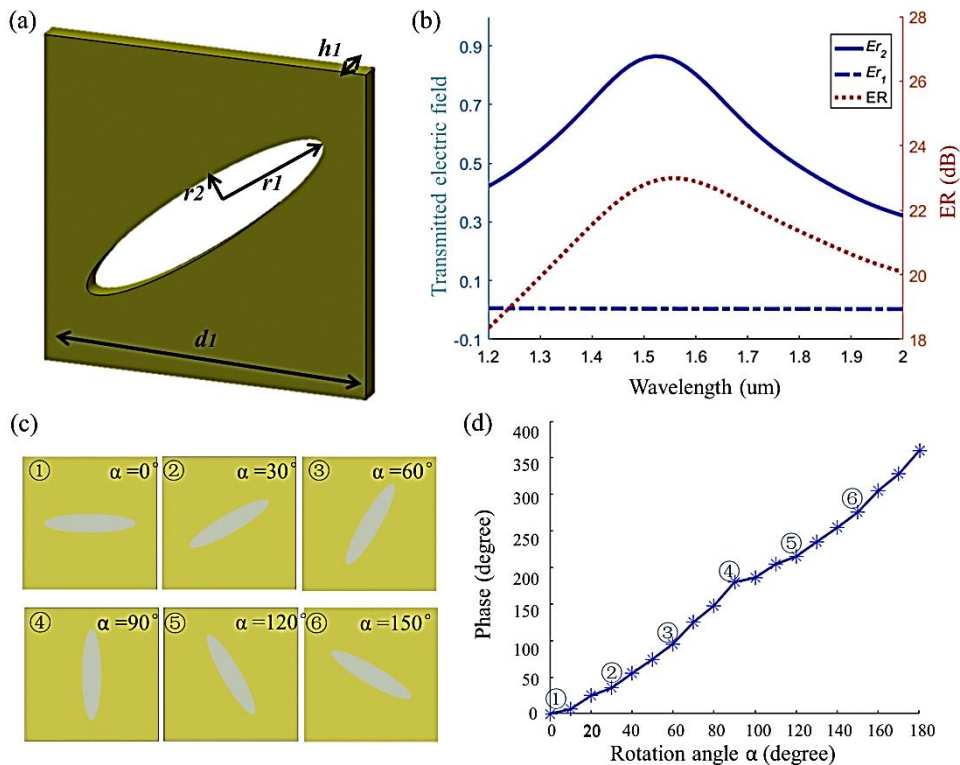 (a)
h1
r2
r1
d1
(b)
Transmitted electric field
0.9
0.7
0.5
0.3
0.1
-0.1
1.2 1.3 1.4 1.5 1.6 1.7 1.8 1.9 2
Wavelength (um)
28
26
24
22
20
18
ER (dB)
Er2
Er1
ER
(c)
① α =0°
② α =30°
③ α =60°
④ α =90°
⑤ α =120°
⑥ α =150°
(d)
Phase (degree)
400
350
300
250
200
150
100
50
0
0 20 40 60 80 100 120 140 160 180
Rotation angle α (degree)
①
②
③
④
⑤
⑥